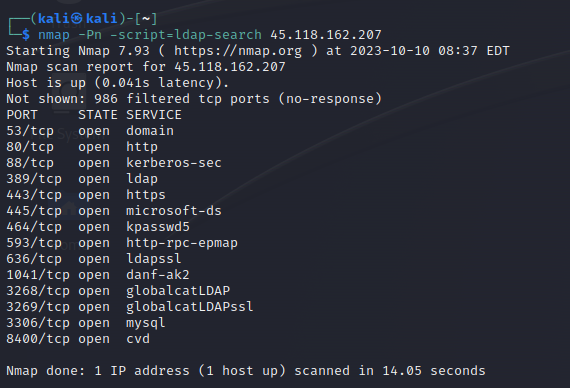 ┌──(kali㉿kali)-[~]
└─$ nmap -Pn -script-ldap-search 45.118.162.207
Starting Nmap 7.93 ( https://nmap.org ) at 2023-10-10 08:37 EDT
Nmap scan report for 45.118.162.207
Host is up (0.041s latency).
Not shown: 986 filtered tcp ports (no-response)
PORT     STATE SERVICE
53/tcp   open  domain
80/tcp   open  http
88/tcp   open  kerberos-sec
389/tcp  open  ldap
443/tcp  open  https
445/tcp  open  microsoft-ds
464/tcp  open  kpasswd5
593/tcp  open  http-rpc-epmap
636/tcp  open  ldapssl
1041/tcp open  danf-ak2
3268/tcp open  globalcatLDAP
3269/tcp open  globalcatLDAPssl
3306/tcp open  mysql
8400/tcp open  cvd
Nmap done: 1 IP address (1 host up) scanned in 14.05 seconds